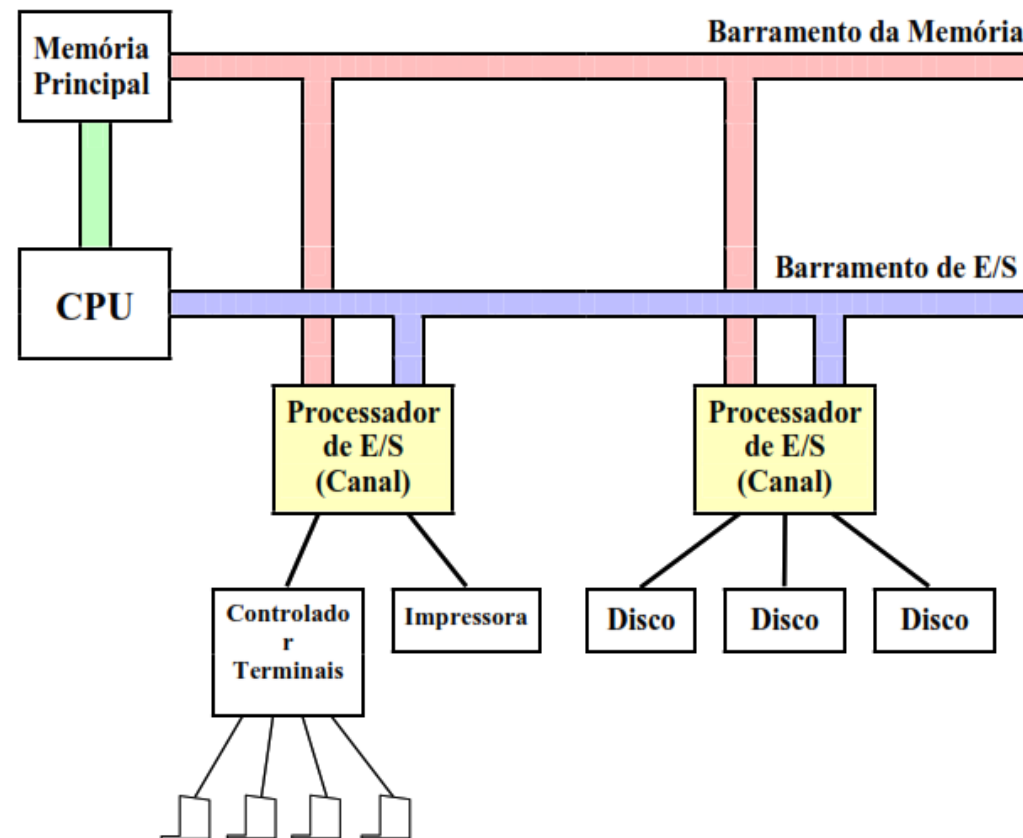 Barramento da Memória
Memória
Principal
Barramento de E/S
CPU
Processador
de E/S
(Canal)
Processador
de E/S
(Canal)
Controlado
r
Terminais
Impressora
Disco
Disco
Disco